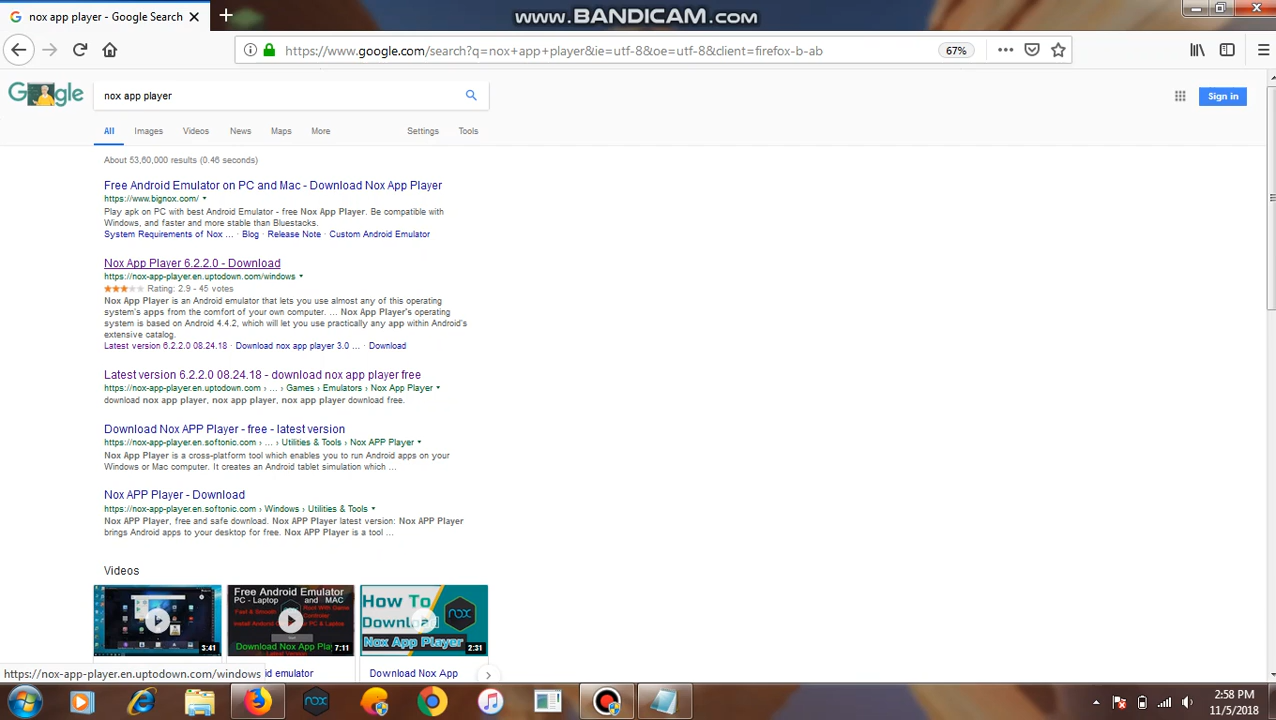 nox app player - Google Search
www.BANDICAM.com
https://www.google.com/search?q=nox+app+player&ie=utf-8&oe=utf-8&client=firefox-b-ab
67%
nox app player
Sign in
All Images Videos News Maps More Settings Tools
About 53,60,000 results (0.46 seconds)
Free Android Emulator on PC and Mac - Download Nox App Player
https://www.bignox.com/
Play apk on PC with best Android Emulator - free Nox App Player. Be compatible with
Windows, and faster and more stable than Bluestacks.
System Requirements of Nox ... · Blog · Release Note · Custom Android Emulator
Nox App Player 6.2.2.0 - Download
https://nox-app-player.en.uptodown.com/windows
Rating: 2.9 - 45 votes
Nox App Player is an Android emulator that lets you use almost any of this operating
system's apps from the comfort of your own computer. ... Nox App Player's operating
system is based on Android 4.4.2, which will let you use practically any app within Android's
extensive catalog.
Latest version 6.2.2.0 08.24.18 · Download nox app player 3.0 ... · Download
Latest version 6.2.2.0 08.24.18 - download nox app player free
https://nox-app-player.en.uptodown.com › ... › Games › Emulators › Nox App Player
download nox app player, nox app player, nox app player download free.
Download Nox APP Player - free - latest version
https://nox-app-player.en.softonic.com › ... › Utilities & Tools › Nox APP Player
Nox App Player is a cross-platform tool which enables you to run Android apps on your
Windows or Mac computer. It creates an Android tablet simulation which ...
Nox APP Player - Download
https://nox-app-player.en.softonic.com › Windows › Utilities & Tools
Nox APP Player, free and safe download. Nox APP Player latest version: Nox APP Player
brings Android apps to your desktop for free. Nox APP Player is a tool ...
Videos
3:41
Free Android Emulator
PC - Laptop and MAC
Fast & Smooth Root With Game
Install Android
Download Nox App Pla
7:11
How To
Download
nox
Nox App Player
2:31
id emulator
Download Nox App
https://nox-app-player.en.uptodown.com/windows
nox
2:58 PM
11/5/2018